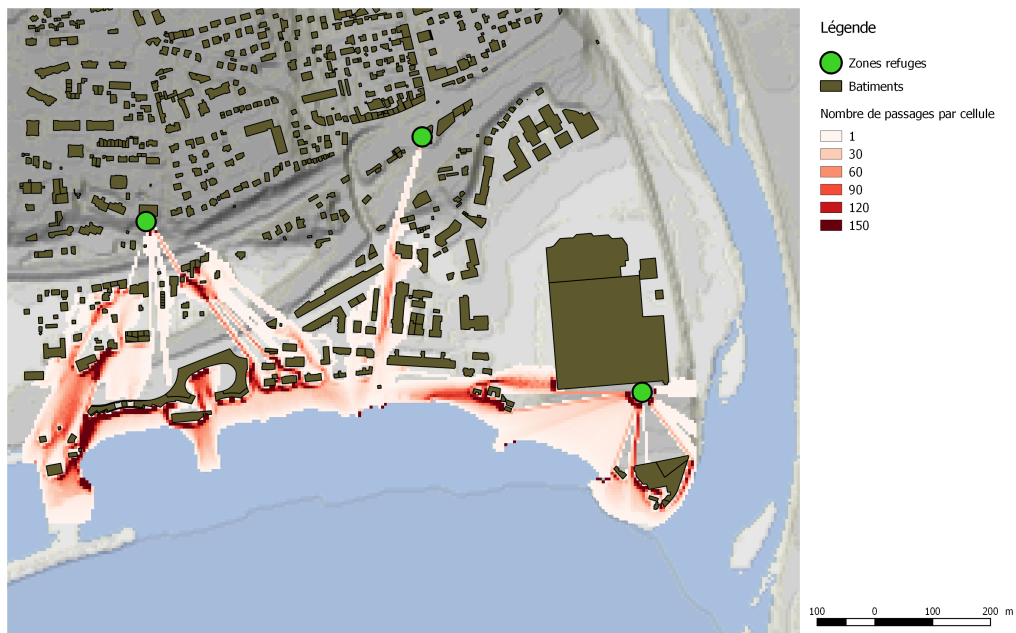 Légende
Zones refuges
Batiments
Nombre de passages par cellule
1
30
60
90
120
150
100 0 100 200 m